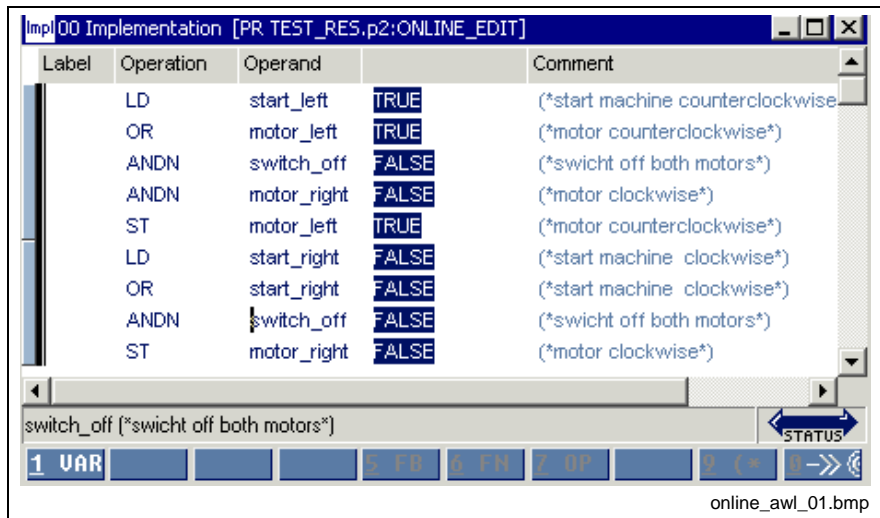 Impl 00 Implementation [PR TEST_RES.p2:ONLINE_EDIT]
Label Operation Operand Comment
LD start_left TRUE (*start machine counterclockwise
OR motor_left TRUE (*motor counterclockwise*)
ANDN switch_off FALSE (*swicht off both motors*)
ANDN motor_right FALSE (*motor clockwise*)
ST motor_left TRUE (*motor counterclockwise*)
LD start_right FALSE (*start machine clockwise*)
OR start_right FALSE (*start machine clockwise*)
ANDN switch_off FALSE (*swicht off both motors*)
ST motor_right FALSE (*motor clockwise*)
switch_off (*swicht off both motors*) STATUS
1 VAR 5 FB 6 FN 7 OP 9 (* 0->>
online_awl_01.bmp